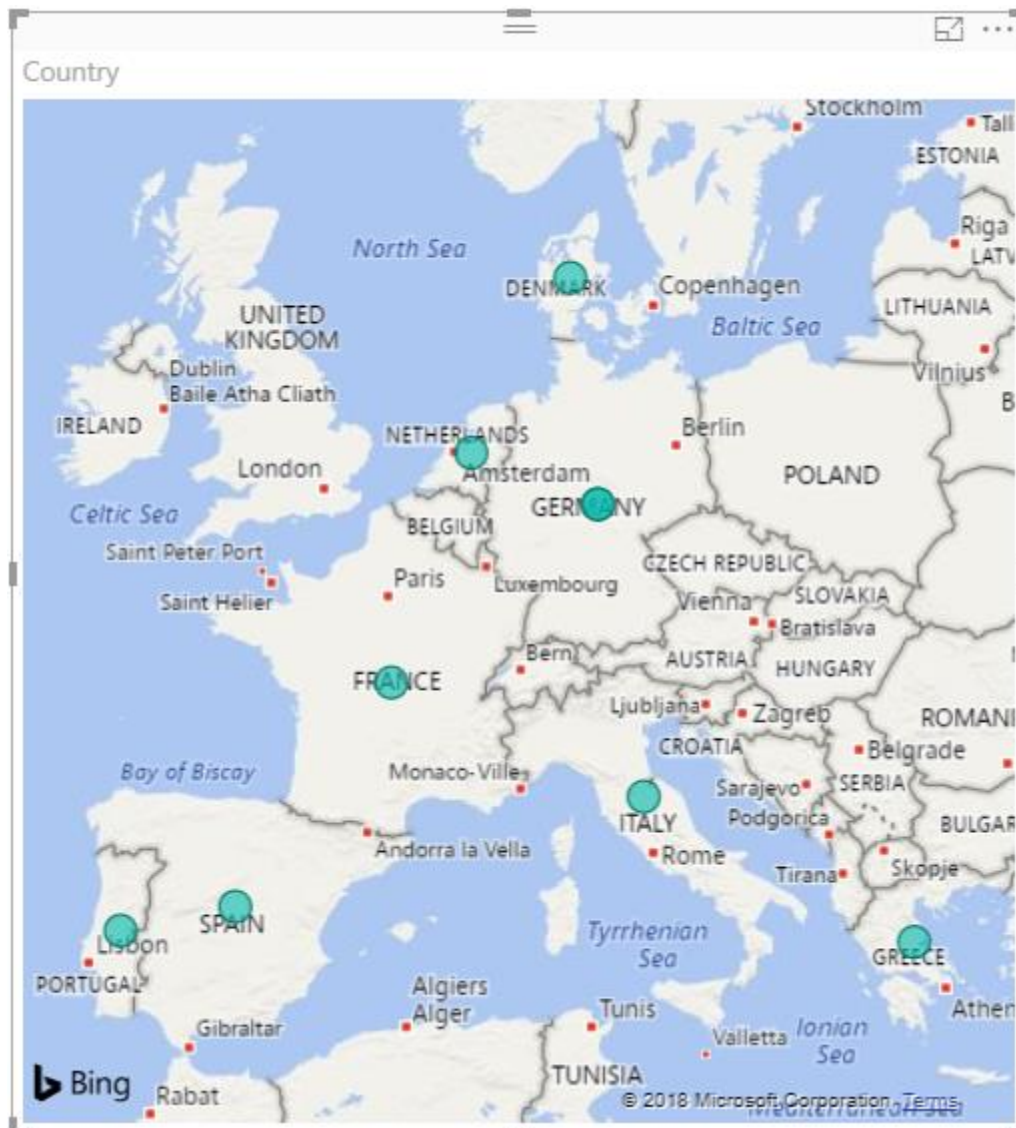 Country
Stockholm
Tall
ESTONIA
Riga
LATV
North Sea
DENMARK
Copenhagen
LITHUANIA
UNITED
KINGDOM
Baltic Sea
Vilnius
Dublin
Baile Atha Cliath
B
IRELAND
NETHERLANDS
Berlin
London
Amsterdam
POLAND
Celtic Sea
GERMANY
BELGIUM
Saint Peter Port
CZECH REPUBLIC
Paris
Luxembourg
Saint Helier
SLOVAKIA
Vienna
Bratislava
Bern
AUSTRIA
HUNGARY
FRANCE
Ljubljana
Zagreb
ROMANI
CROATIA
Belgrade
Bay of Biscay
Monaco-Ville
Sarajevo
SERBIA
ITALY
Podgorica
BULGAR
Andorra la Vella
Rome
Tirana
Skopje
SPAIN
Lisbon
Tyrrhenian
Sea
GREECE
PORTUGAL
Algiers
Alger
Tunis
Athen
Gibraltar
Valletta
Ionian
Sea
Bing
TUNISIA
Rabat
© 2018 Microsoft Corporation Terms
Mediterranean Sea